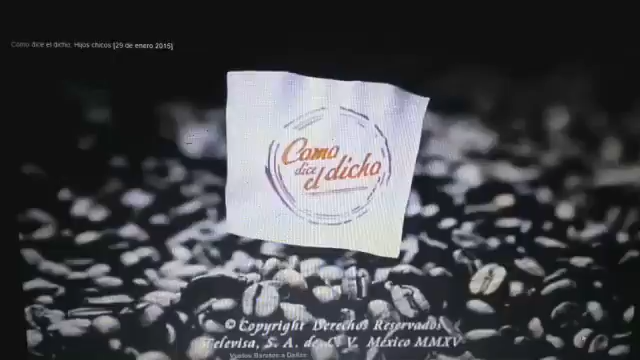 Como dice el dicho, Hijos chicos [29 de enero 2015]
Como
dice
el dicho
© Copyright Derechos Reservados
Televisa, S. A. de C. V. México MMXV